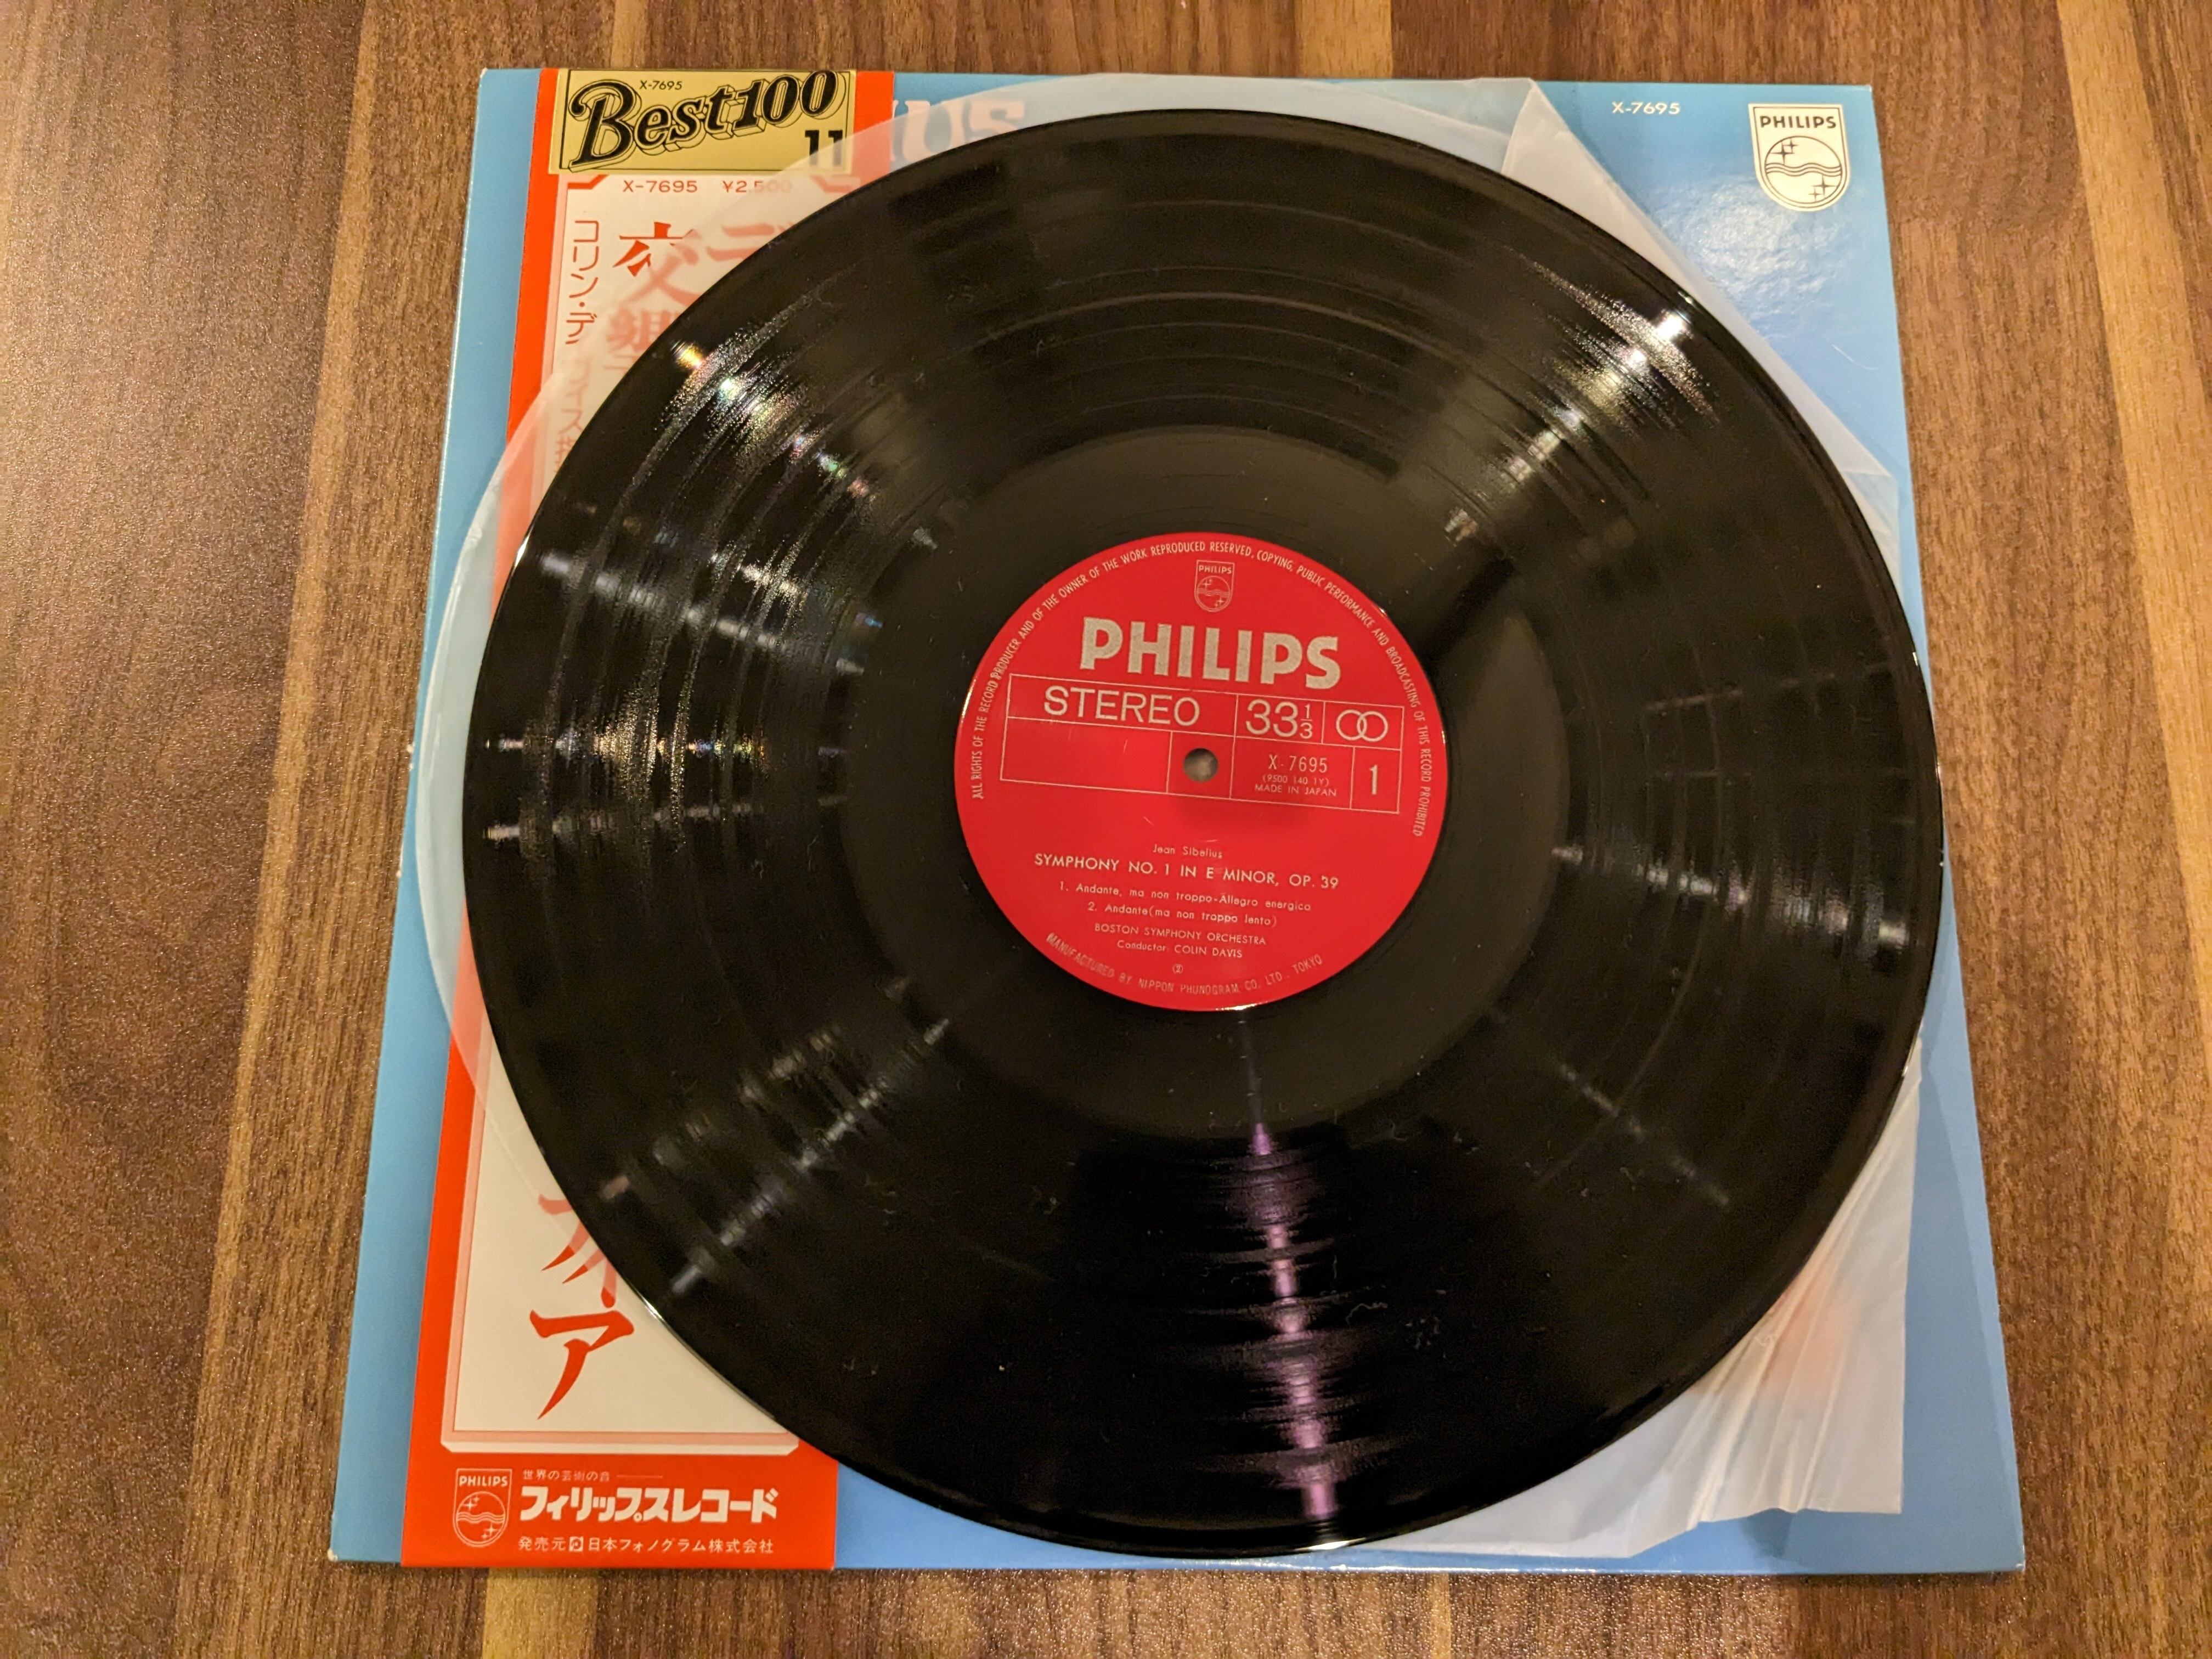 X-7695
Best100
11
X-7695 ¥2.500
コリン・デ
交
ア
PHILIPS
世界の芸術の音
フィリップスレコード
発売元 日本フォノグラム株式会社
X-7695
PHILIPS
ALL RIGHTS OF THE RECORD PRODUCER AND OF THE OWNER OF THE WORK REPRODUCED RESERVED, COPYING, PUBLIC PERFORMANCE AND BROADCASTING OF THIS RECORD PROHIBITED
PHILIPS
PHILIPS
STEREO 33 1/3
X-7695
(9500 140 1Y)
MADE IN JAPAN
1
Jean Sibelius
SYMPHONY NO. 1 IN E MINOR, OP. 39
1. Andante, ma non troppo-Allegro energica
2. Andante(ma non troppo lento)
BOSTON SYMPHONY ORCHESTRA
Conductor: COLIN DAVIS
MANUFACTURED BY NIPPON PHONOGRAM CO., LTD., TOKYO